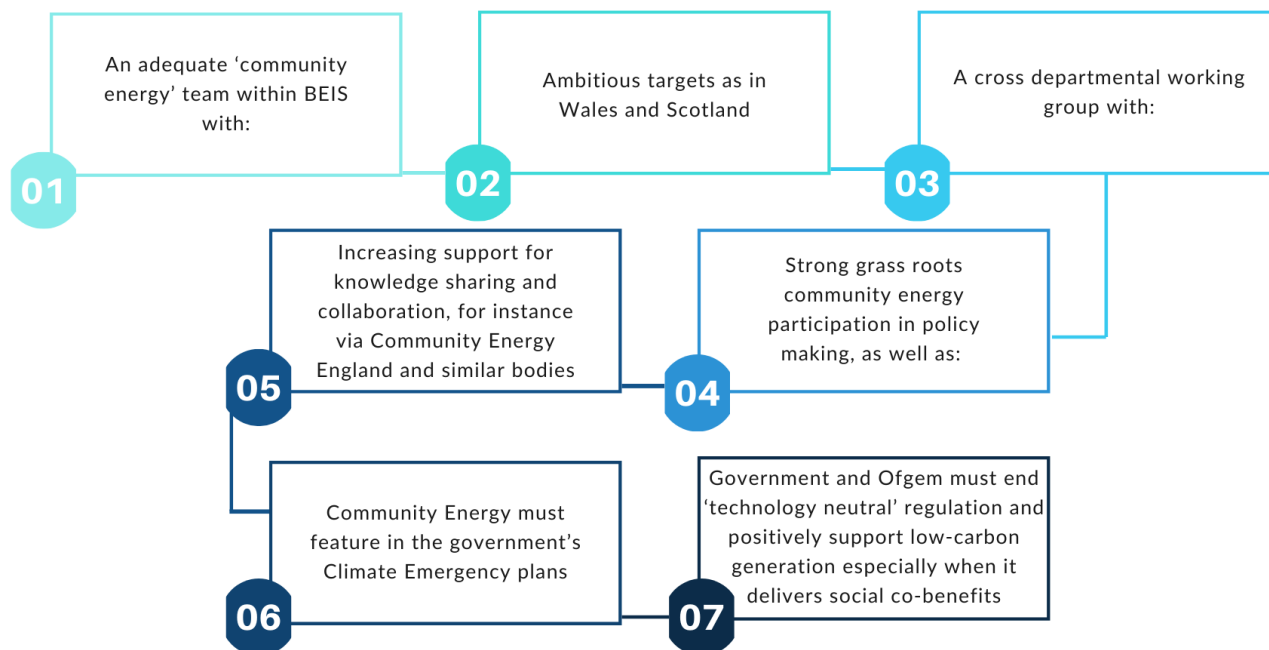 01
An adequate ‘community
energy’ team within BEIS
with:
02
Ambitious targets as in
Wales and Scotland
03
A cross departmental working
group with:
04
Strong grass roots
community energy
participation in policy
making, as well as:
05
Increasing support for
knowledge sharing and
collaboration, for instance
via Community Energy
England and similar bodies
06
Community Energy must
feature in the government’s
Climate Emergency plans
07
Government and Ofgem must end
‘technology neutral’ regulation and
positively support low-carbon
generation especially when it
delivers social co-benefits